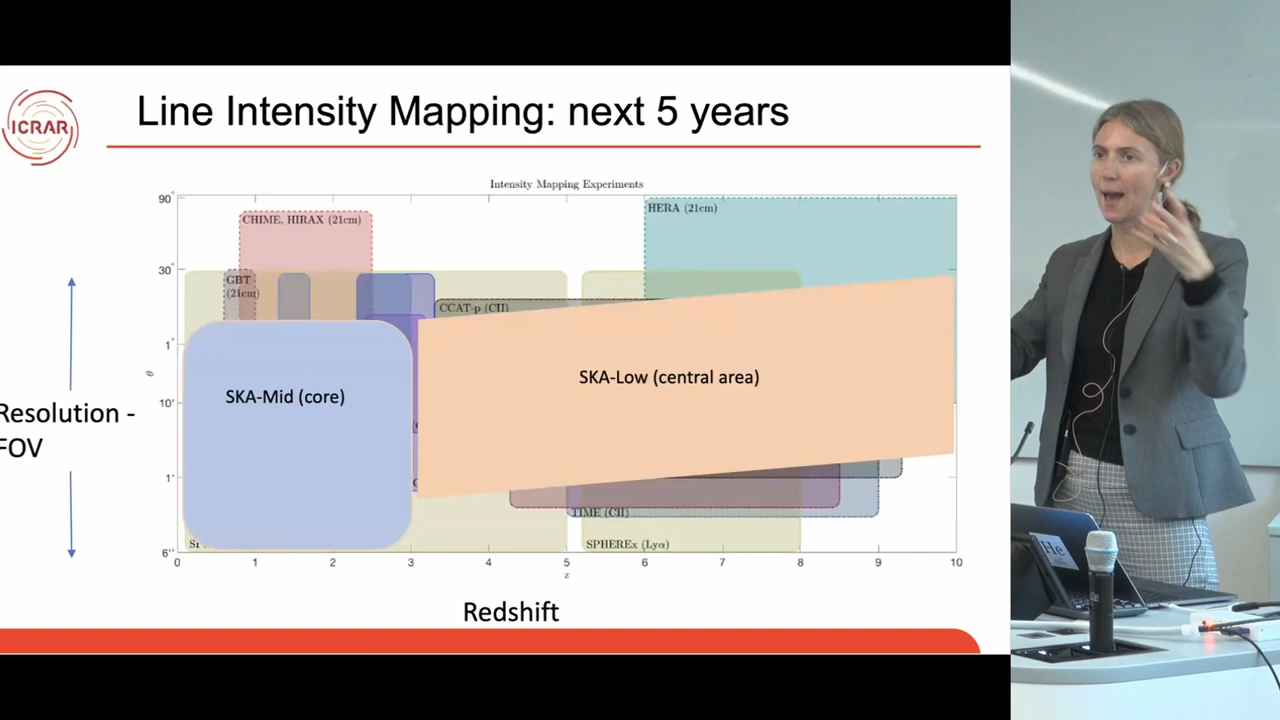 ICRAR
Line Intensity Mapping: next 5 years
Intensity Mapping Experiments
90°
30°
1°
10'
1'
6''
θ
Resolution -
FOV
CHIME, HIRAX (21cm)
HERA (21cm)
GBT
(21cm)
CCAT-p (CII)
SKA-Mid (core)
SKA-Low (central area)
TIME (CII)
SPHEREx (Lyα)
0 1 2 3 4 5 6 7 8 9 10
z
Redshift
He